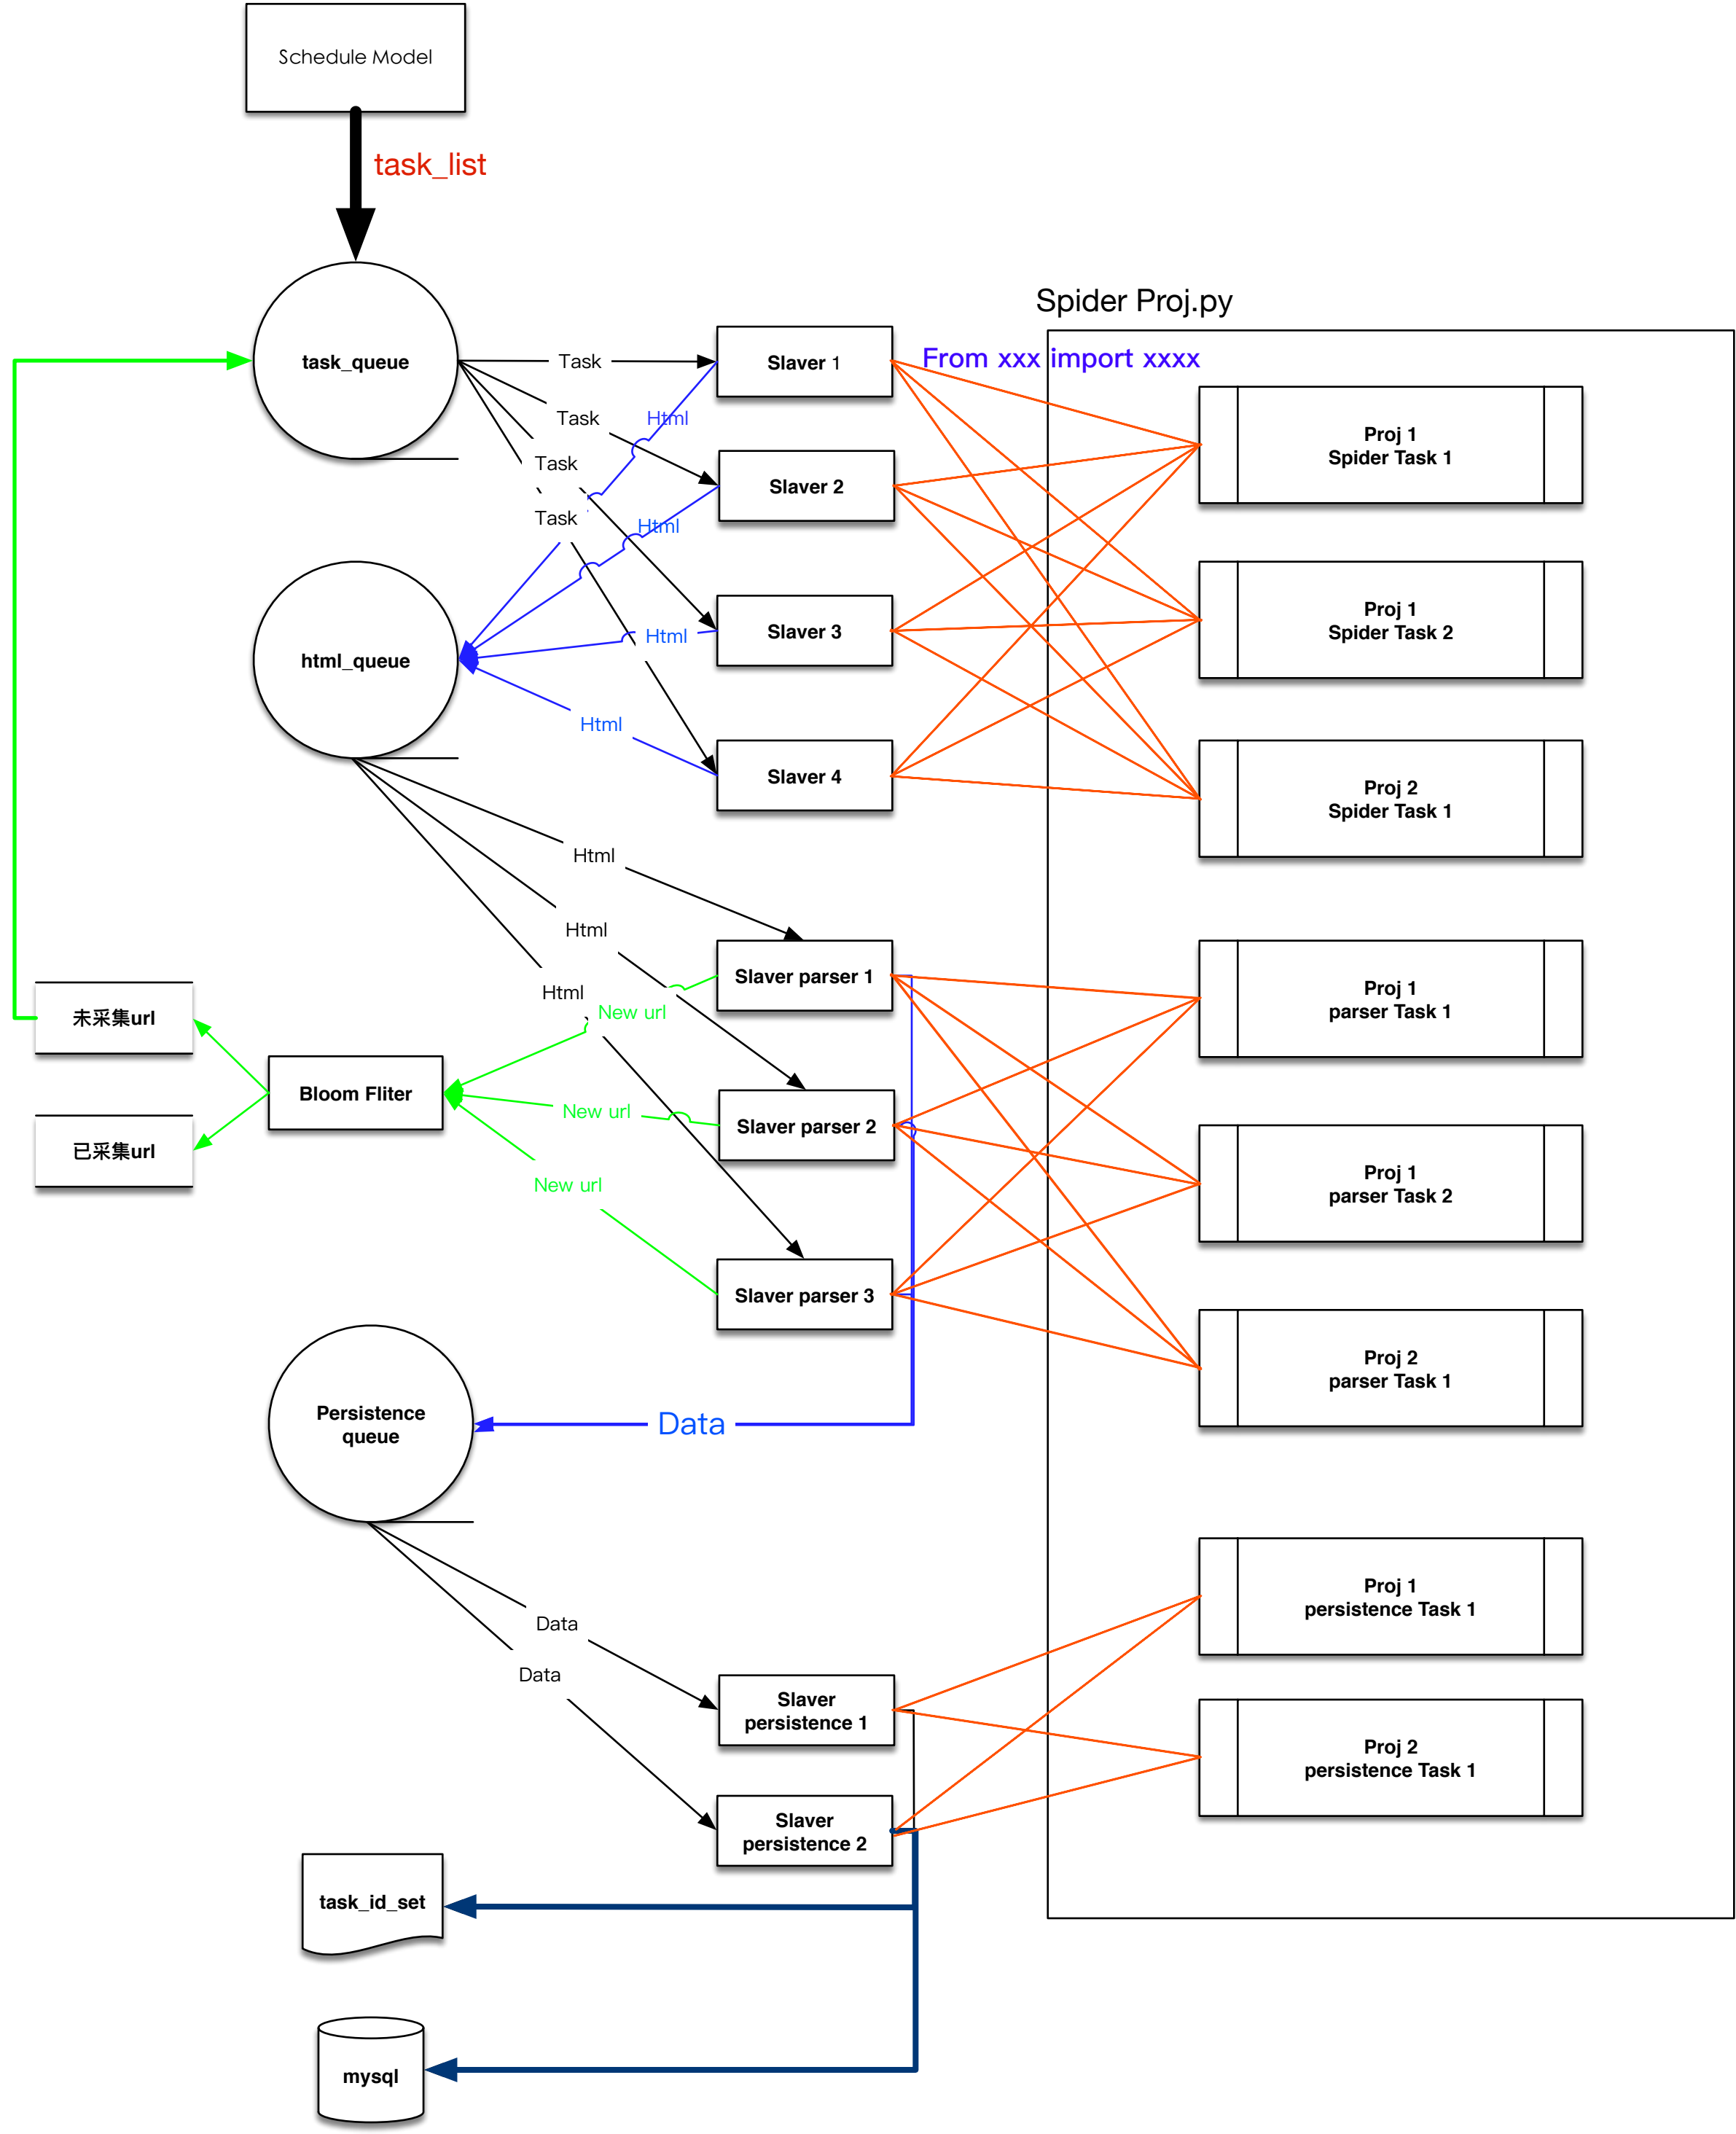 Schedule Model
task_list
Spider Proj.py
task_queue
Task
Slaver 1
From xxx import xxxx
Task
Html
Proj 1
Spider Task 1
Task
Slaver 2
Task
Html
html_queue
Html
Slaver 3
Proj 1
Spider Task 2
Html
Slaver 4
Proj 2
Spider Task 1
Html
Html
Slaver parser 1
Html
New url
Proj 1
parser Task 1
未采集url
Bloom Fliter
New url
Slaver parser 2
已采集url
New url
Proj 1
parser Task 2
Slaver parser 3
Proj 2
parser Task 1
Persistence
queue
Data
Data
Proj 1
persistence Task 1
Data
Slaver
persistence 1
Proj 2
persistence Task 1
Slaver
persistence 2
task_id_set
mysql